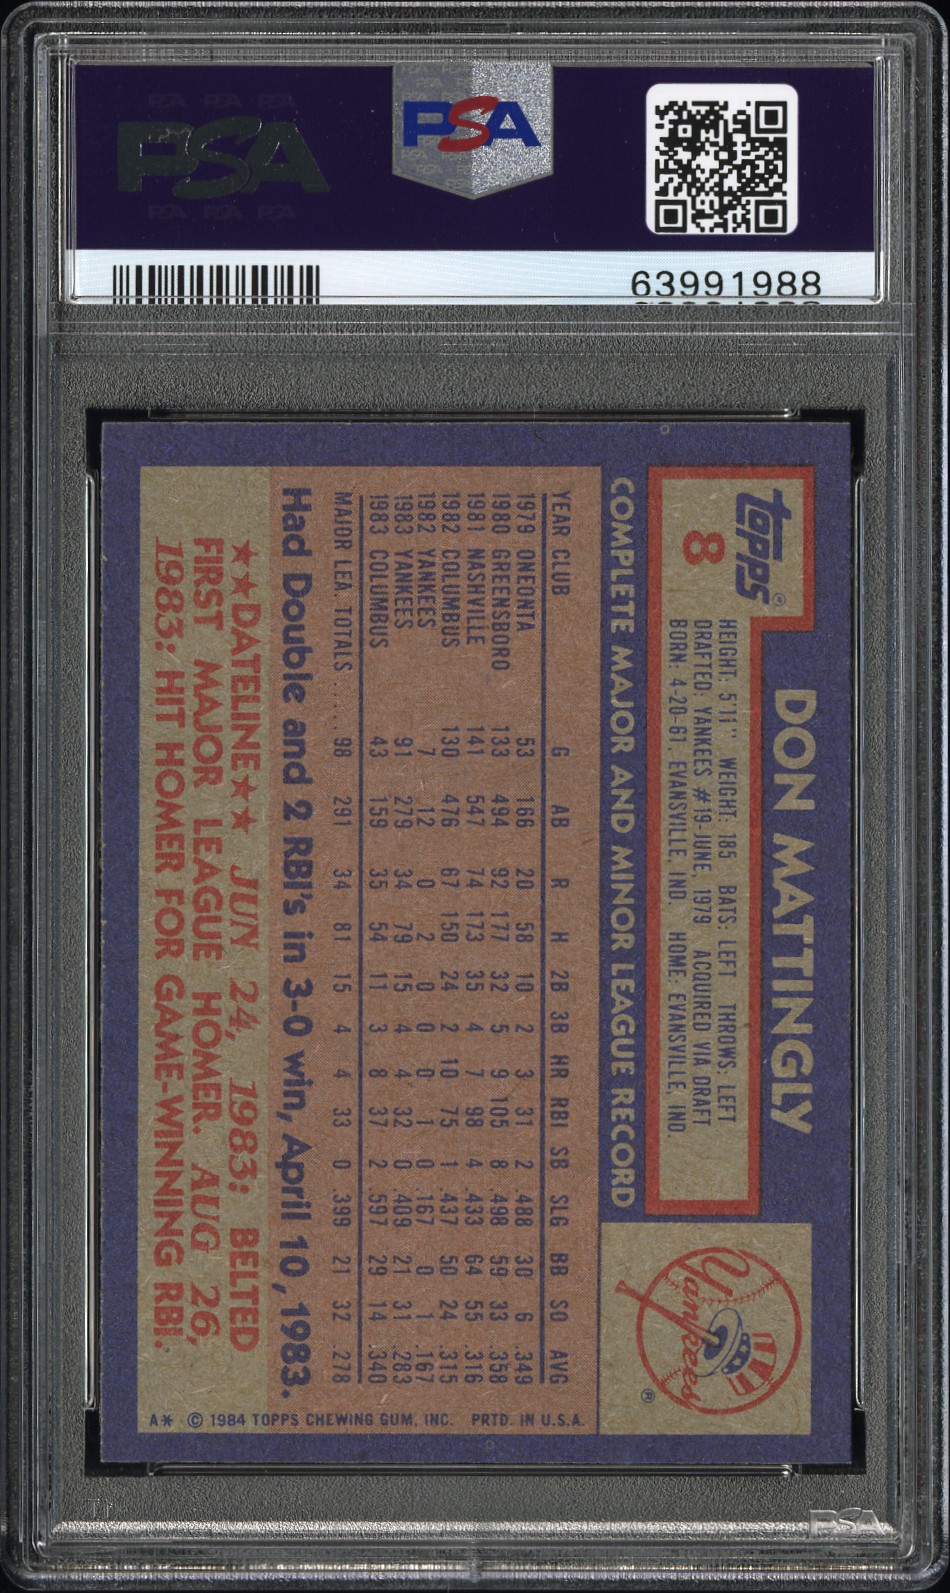 PSA
PSA
63991988
topps®
8
DON MATTINGLY
HEIGHT: 5'11" WEIGHT: 185 BATS: LEFT THROWS: LEFT
DRAFTED: YANKEES #19-JUNE, 1979 ACQUIRED VIA DRAFT
BORN: 4-20-61, EVANSVILLE, IND. HOME: EVANSVILLE, IND.
Yankees ®
COMPLETE MAJOR AND MINOR LEAGUE RECORD
YEAR CLUB G AB R H 2B 3B HR RBI SB SLG BB SO AVG
1979 ONEONTA 53 166 20 58 10 2 3 31 2 .488 30 6 .349
1980 GREENSBORO 133 494 92 177 32 5 9 105 8 .498 59 33 .358
1981 NASHVILLE 141 547 74 173 35 4 7 98 4 .433 64 55 .316
1982 COLUMBUS 130 476 67 150 24 2 10 75 1 .437 50 24 .315
1982 YANKEES 7 12 0 2 0 0 0 1 0 .167 0 1 .167
1983 YANKEES 91 279 34 79 15 4 4 32 0 .409 21 31 .283
1983 COLUMBUS 43 159 35 54 11 3 8 37 2 .597 29 14 .340
MAJOR LEA. TOTALS ..... 98 291 34 81 15 4 4 33 0 .399 21 32 .278
Had Double and 2 RBI's in 3-0 win, April 10, 1983.
★★DATELINE★★ JUN 24, 1983: BELTED
FIRST MAJOR LEAGUE HOMER. AUG 26,
1983: HIT HOMER FOR GAME-WINNING RBI.
A* © 1984 TOPPS CHEWING GUM, INC. PRTD. IN U.S.A.
PSA